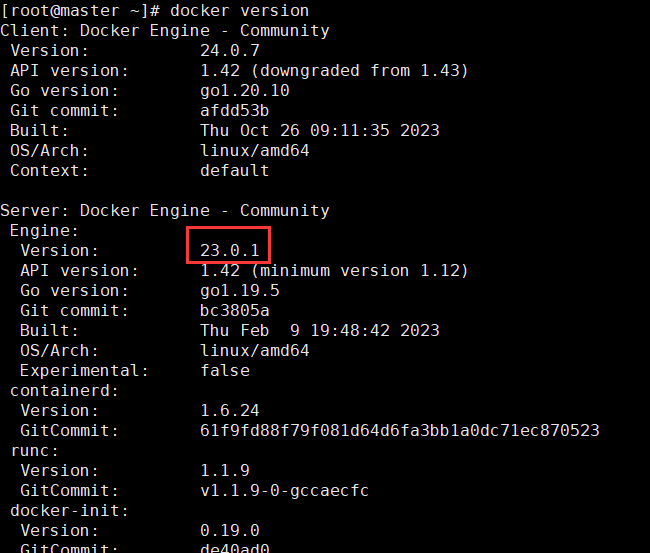 [root@master ~]# docker version
Client: Docker Engine - Community
 Version:           24.0.7
 API version:       1.42 (downgraded from 1.43)
 Go version:        go1.20.10
 Git commit:        afdd53b
 Built:             Thu Oct 26 09:11:35 2023
 OS/Arch:           linux/amd64
 Context:           default

Server: Docker Engine - Community
 Engine:
  Version:          23.0.1
  API version:      1.42 (minimum version 1.12)
  Go version:       go1.19.5
  Git commit:       bc3805a
  Built:            Thu Feb  9 19:48:42 2023
  OS/Arch:          linux/amd64
  Experimental:     false
 containerd:
  Version:          1.6.24
  GitCommit:        61f9fd88f79f081d64d6fa3bb1a0dc71ec870523
 runc:
  Version:          1.1.9
  GitCommit:        v1.1.9-0-gccaecfc
 docker-init:
  Version:          0.19.0
  GitCommit:        de40ad0